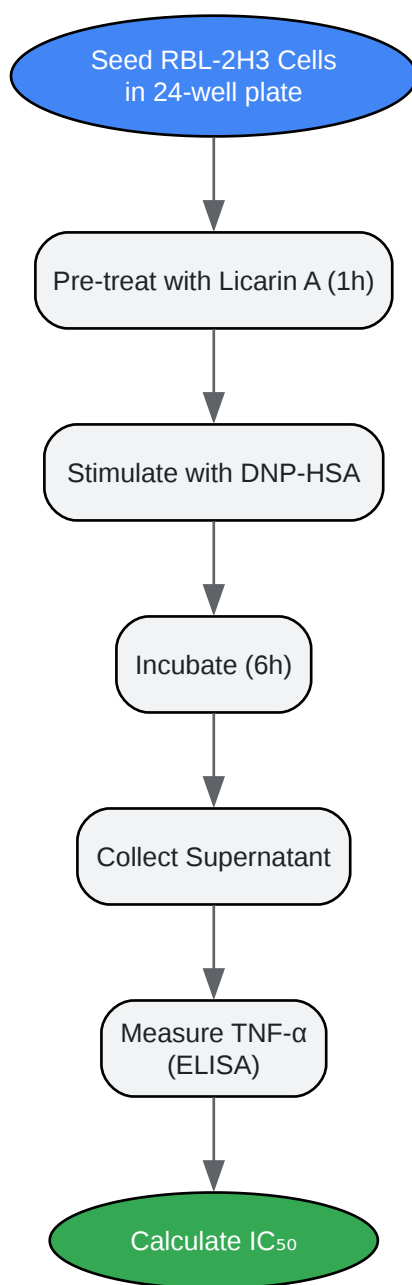 Seed RBL-2H3 Cells
in 24-well plate
Pre-treat with Licarin A (1h)
Stimulate with DNP-HSA
Incubate (6h)
Collect Supernatant
Measure TNF-α
(ELISA)
Calculate IC₅₀